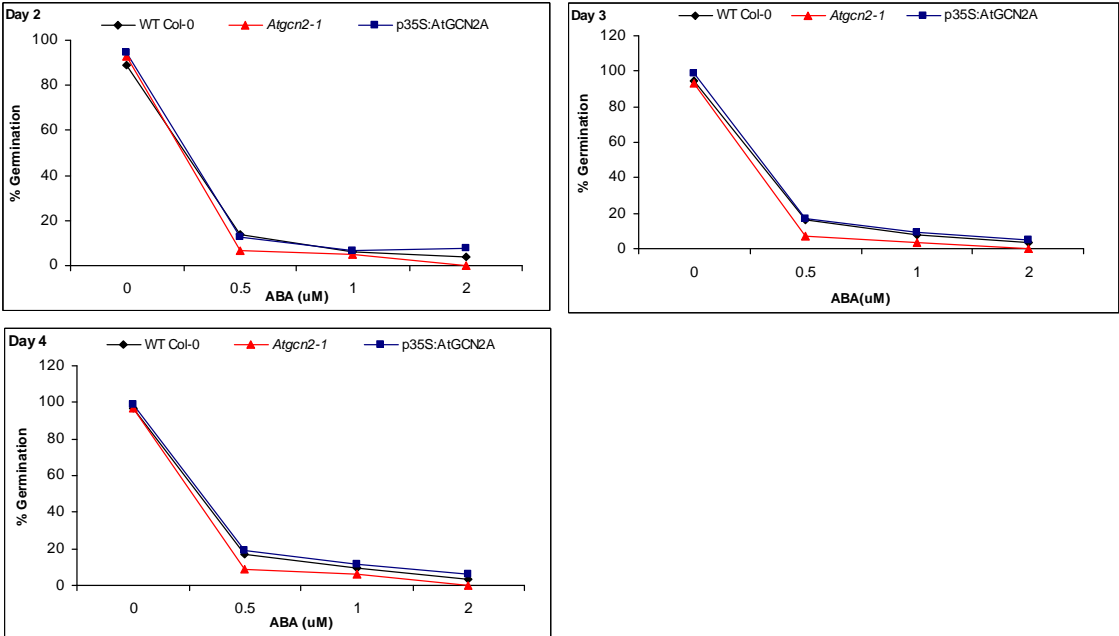 Day 2
WT Col-0 Atgcn2-1 p35S:AtGCN2A
100
80
60
40
20
0
% Germination
0 0.5 1 2
ABA (uM)
Day 3
WT Col-0 Atgcn2-1 p35S:AtGCN2A
120
100
80
60
40
20
0
% Germination
0 0.5 1 2
ABA(uM)
Day 4
WT Col-0 Atgcn2-1 p35S:AtGCN2A
120
100
80
60
40
20
0
% Germination
0 0.5 1 2
ABA (uM)